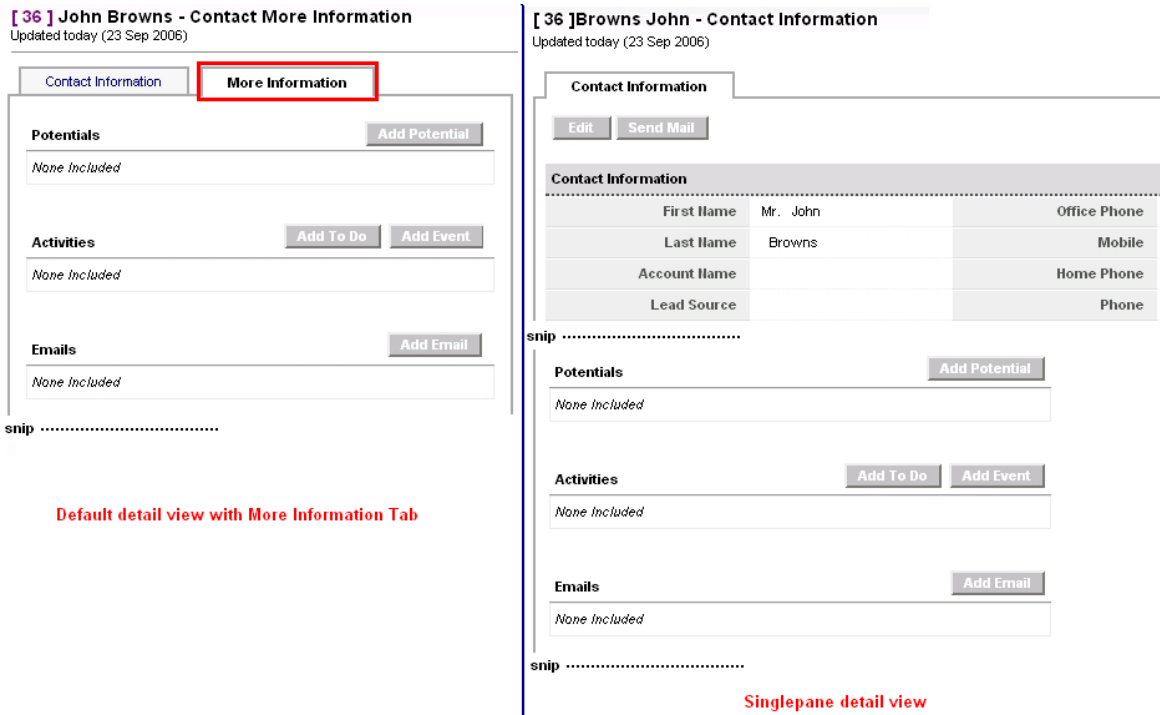 [ 36 ] John Browns - Contact More Information
Updated today (23 Sep 2006)
Contact Information
More Information
Potentials
Add Potential
None Included
Activities
Add To Do
Add Event
None Included
Emails
Add Email
None Included
snip ....................................
Default detail view with More Information Tab
[ 36 ]Browns John - Contact Information
Updated today (23 Sep 2006)
Contact Information
Edit
Send Mail
Contact Information
First Name Mr. John Office Phone
Last Name Browns Mobile
Account Name Home Phone
Lead Source Phone
snip ....................................
Potentials
Add Potential
None Included
Activities
Add To Do
Add Event
None Included
Emails
Add Email
None Included
snip ....................................
Singlepane detail view